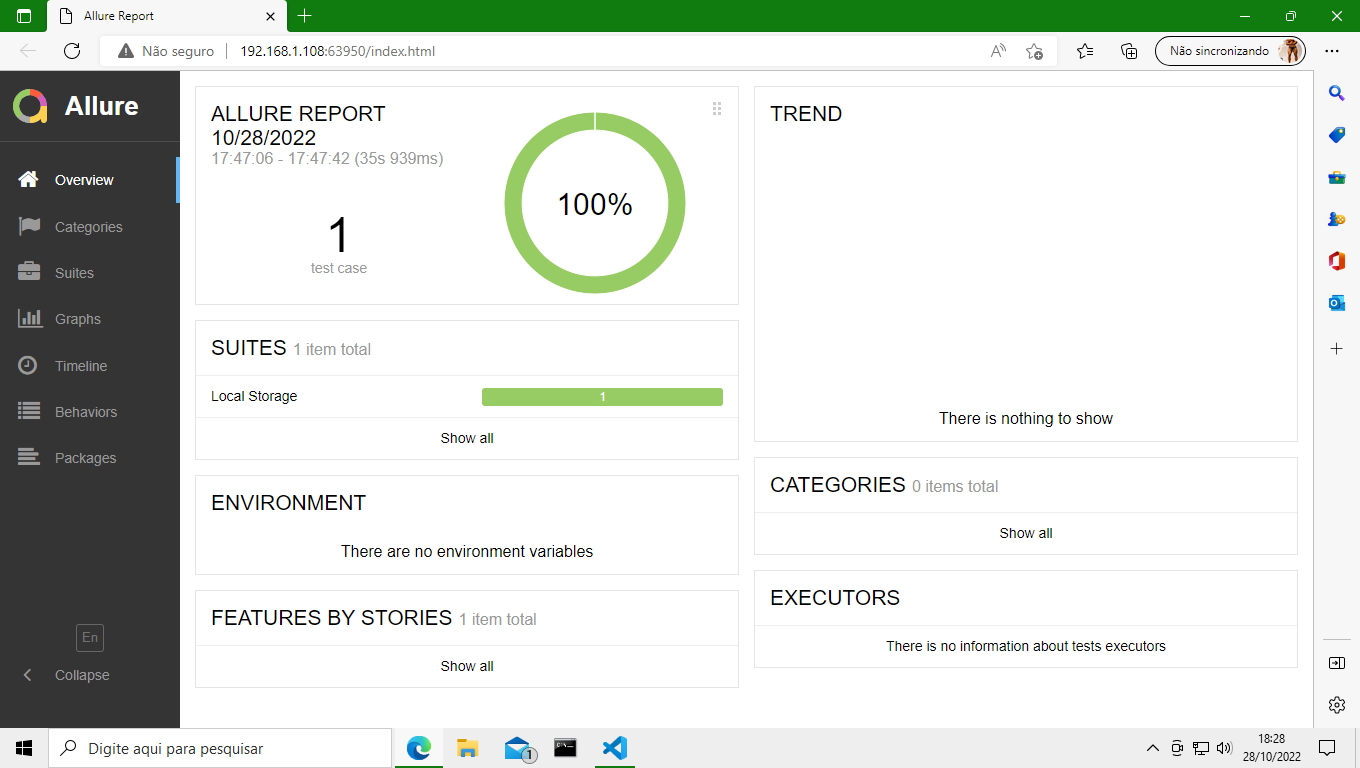 Allure Report
Não seguro
192.168.1.108:63950/index.html
Não sincronizando
Allure
Overview
Categories
Suites
Graphs
Timeline
Behaviors
Packages
En
Collapse
ALLURE REPORT
10/28/2022
17:47:06 - 17:47:42 (35s 939ms)
1
test case
100%
SUITES 1 item total
Local Storage 1
Show all
ENVIRONMENT
There are no environment variables
FEATURES BY STORIES 1 item total
Show all
TREND
There is nothing to show
CATEGORIES 0 items total
Show all
EXECUTORS
There is no information about tests executors
Digite aqui para pesquisar
1
18:28
28/10/2022